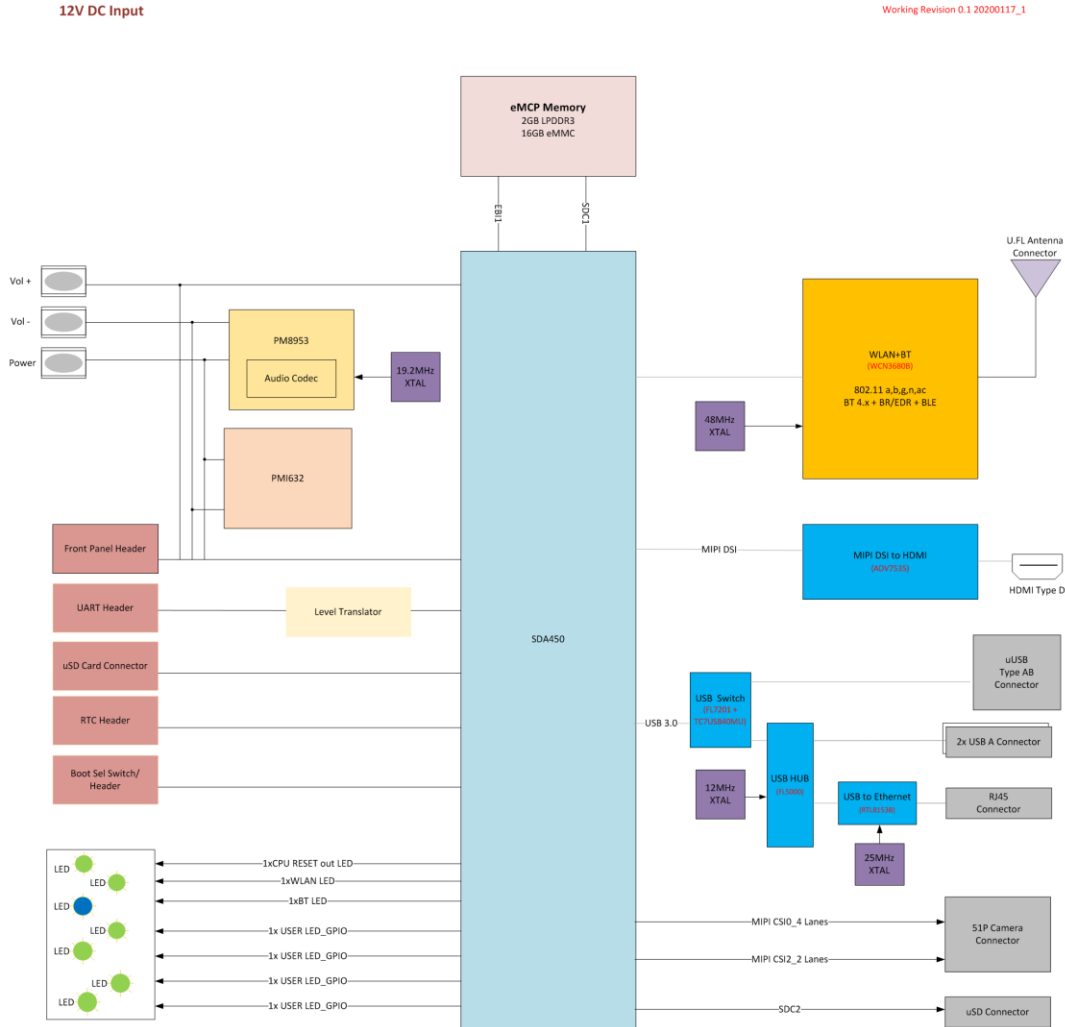 12V DC Input
Working Revision 0.1 20200117_1
eMCP Memory
2GB LPDDR3
16GB eMMC
EBI1
SDC1
U.FL Antenna
Connector
Vol +
Vol -
Power
PM8953
Audio Codec
19.2MHz
XTAL
PMI632
WLAN+BT
(WCN3680B)
802.11 a,b,g,n,ac
BT 4.x + BR/EDR + BLE
48MHz
XTAL
Front Panel Header
MIPI DSI
MIPI DSI to HDMI
(ADV7535)
HDMI Type D
UART Header
Level Translator
SDA450
uSD Card Connector
RTC Header
Boot Sel Switch/
Header
uUSB
Type AB
Connector
USB 3.0
USB Switch
(FL7201 +
TC7USB40MU)
2x USB A Connector
12MHz
XTAL
USB HUB
(FL5000)
USB to Ethernet
(RTL8153B)
RJ45
Connector
25MHz
XTAL
LED
LED
LED
LED
LED
LED
LED
1xCPU RESET out LED
1xWLAN LED
1xBT LED
1x USER LED_GPIO
1x USER LED_GPIO
1x USER LED_GPIO
1x USER LED_GPIO
MIPI CSI0_4 Lanes
MIPI CSI2_2 Lanes
51P Camera
Connector
SDC2
uSD Connector